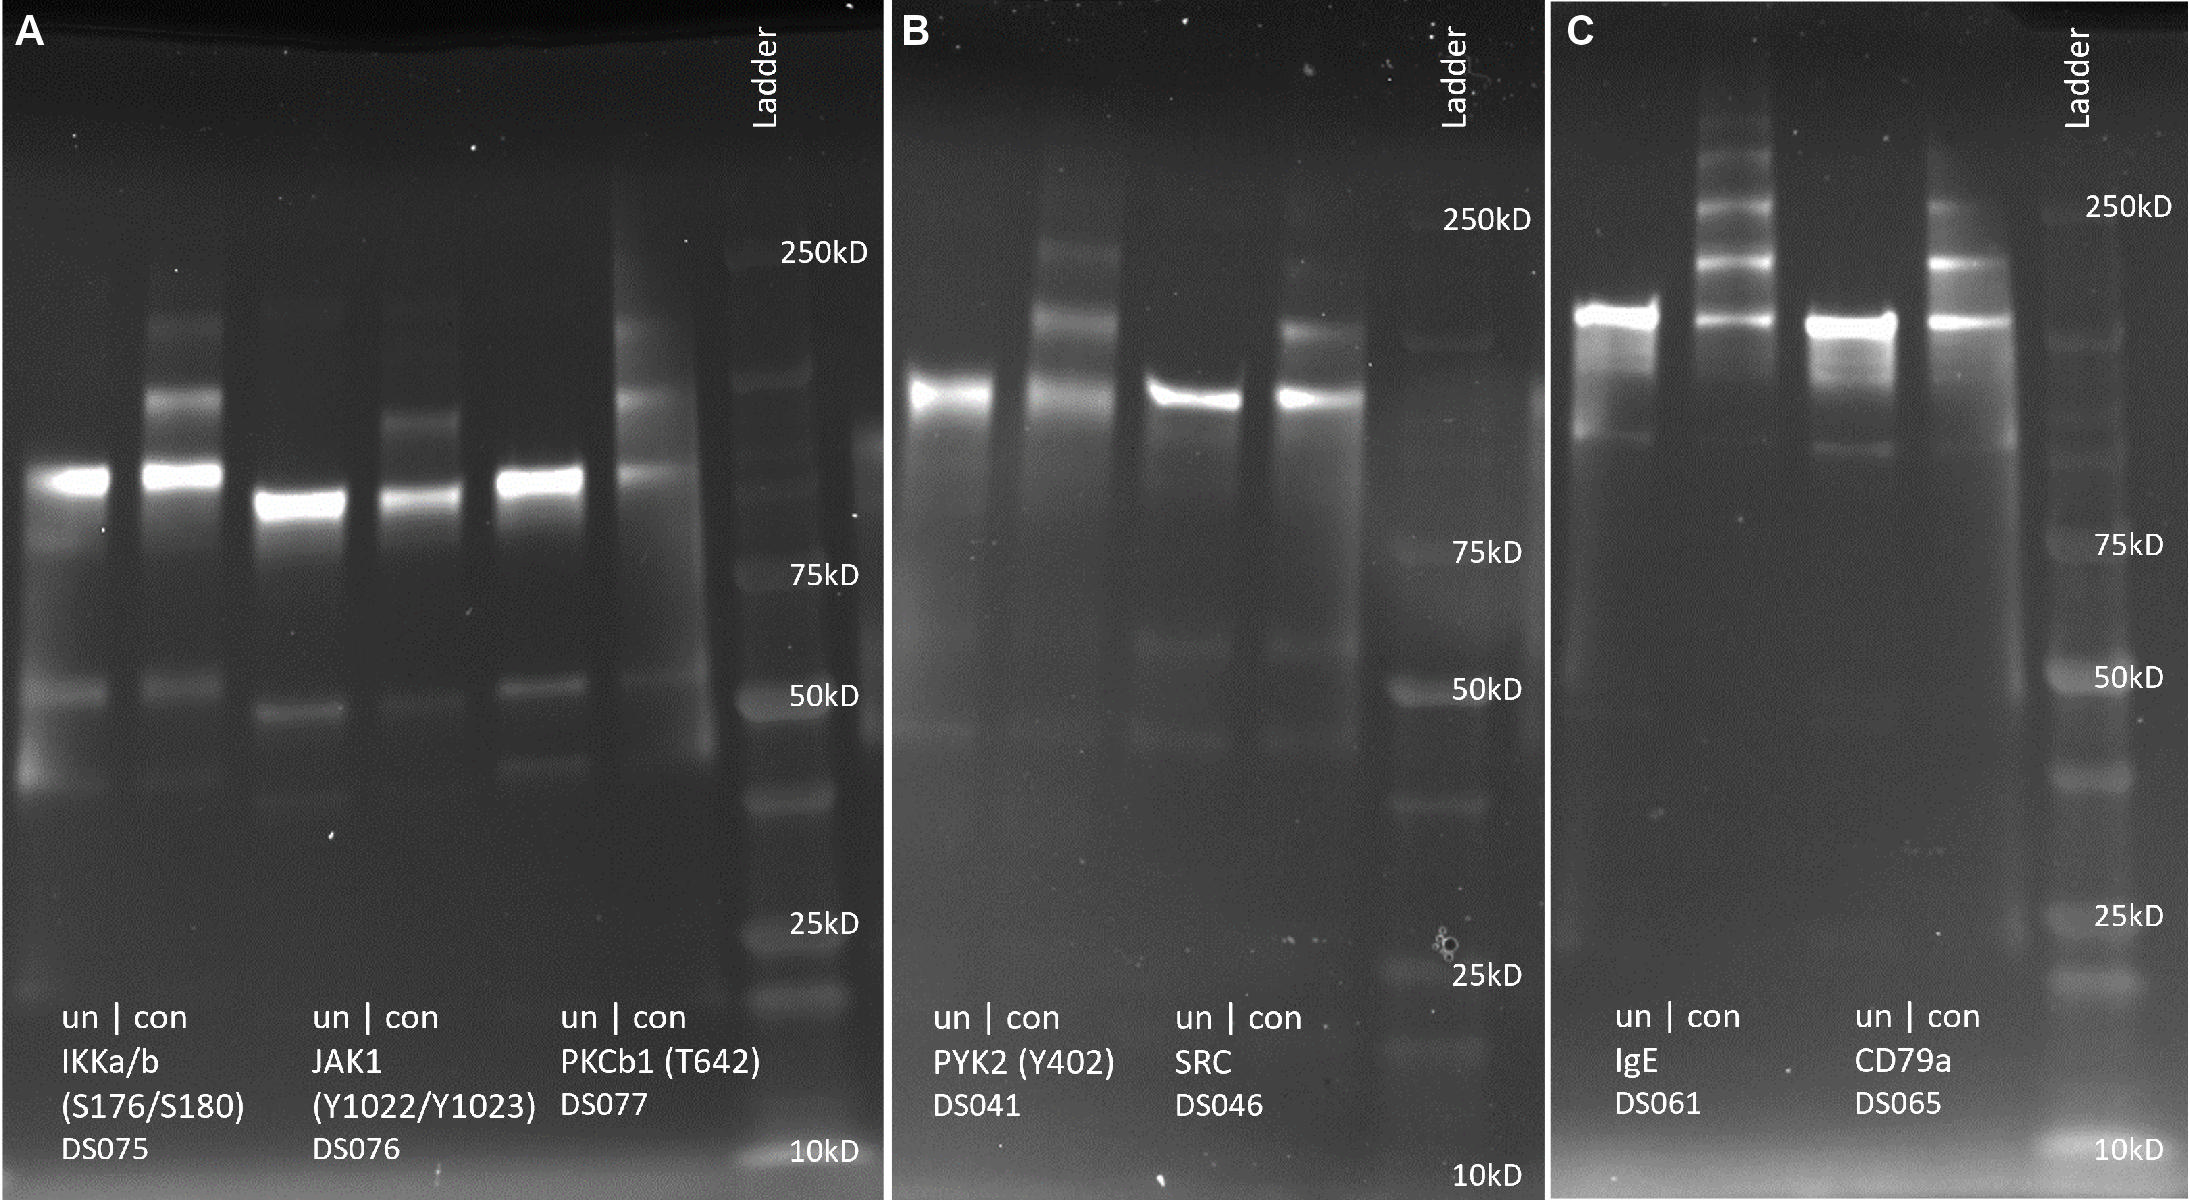 A
Ladder
250kD
75kD
50kD
25kD
10kD
un | con
IKKa/b
(S176/S180)
DS075
un | con
JAK1
(Y1022/Y1023)
DS076
un | con
PKCb1 (T642)
DS077
B
Ladder
250kD
75kD
50kD
25kD
10kD
un | con
PYK2 (Y402)
DS041
un | con
SRC
DS046
C
Ladder
250kD
75kD
50kD
25kD
10kD
un | con
IgE
DS061
un | con
CD79a
DS065